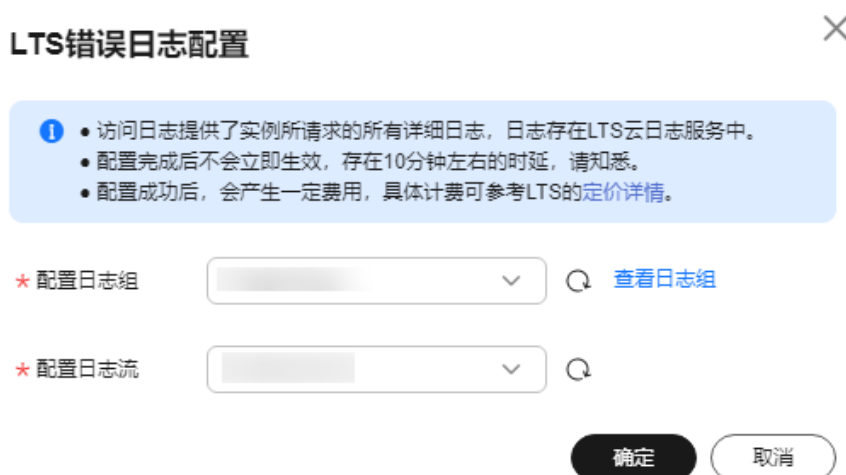 LTS错误日志配置
● 访问日志提供了实例所请求的所有详细日志，日志存在LTS云日志服务中。
● 配置完成后不会立即生效，存在10分钟左右的时延，请知悉。
● 配置成功后，会产生一定费用，具体计费可参考LTS的定价详情。
* 配置日志组
查看日志组
* 配置日志流
确定
取消